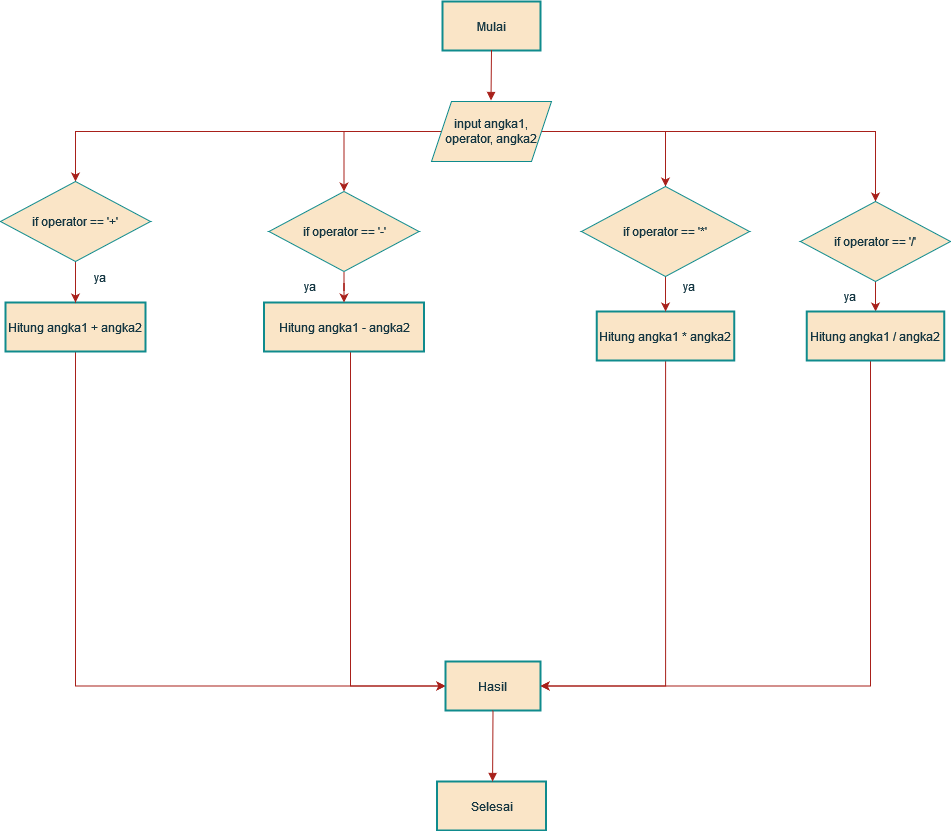 Mulai
input angka1,
operator, angka2
if operator == '+'
if operator == '-'
if operator == '*'
if operator == '/'
ya
ya
ya
ya
Hitung angka1 + angka2
Hitung angka1 - angka2
Hitung angka1 * angka2
Hitung angka1 / angka2
Hasil
Selesai